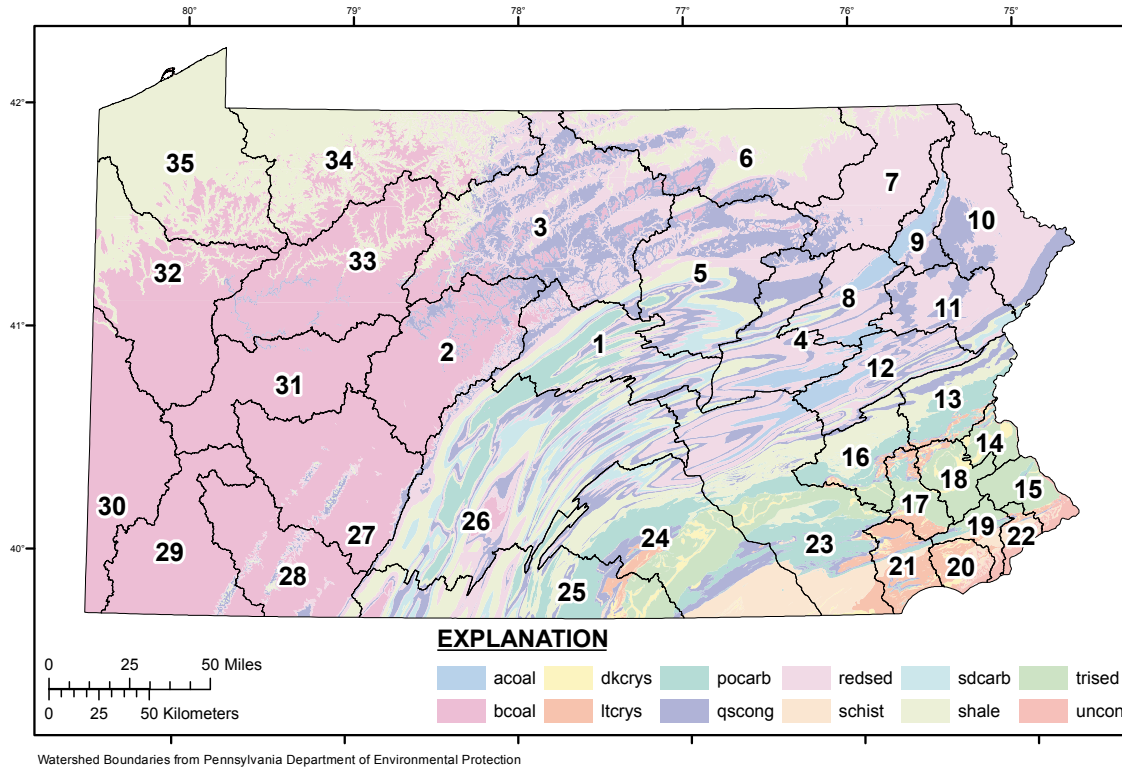 80° 79° 78° 77° 76° 75°
42°
35 34 6
7
3 10
9
32 33 5
8 11
41°
2 1 4
12
31
13
14
16 18
15
30 26 17
19 22
29 27 24 23
40°
28 25 21 20
EXPLANATION
0 25 50 Miles
0 25 50 Kilometers
acoal dkcrys pocarb redsed sdcarb trised
bcoal ltcrys qscong schist shale uncon
Watershed Boundaries from Pennsylvania Department of Environmental Protection